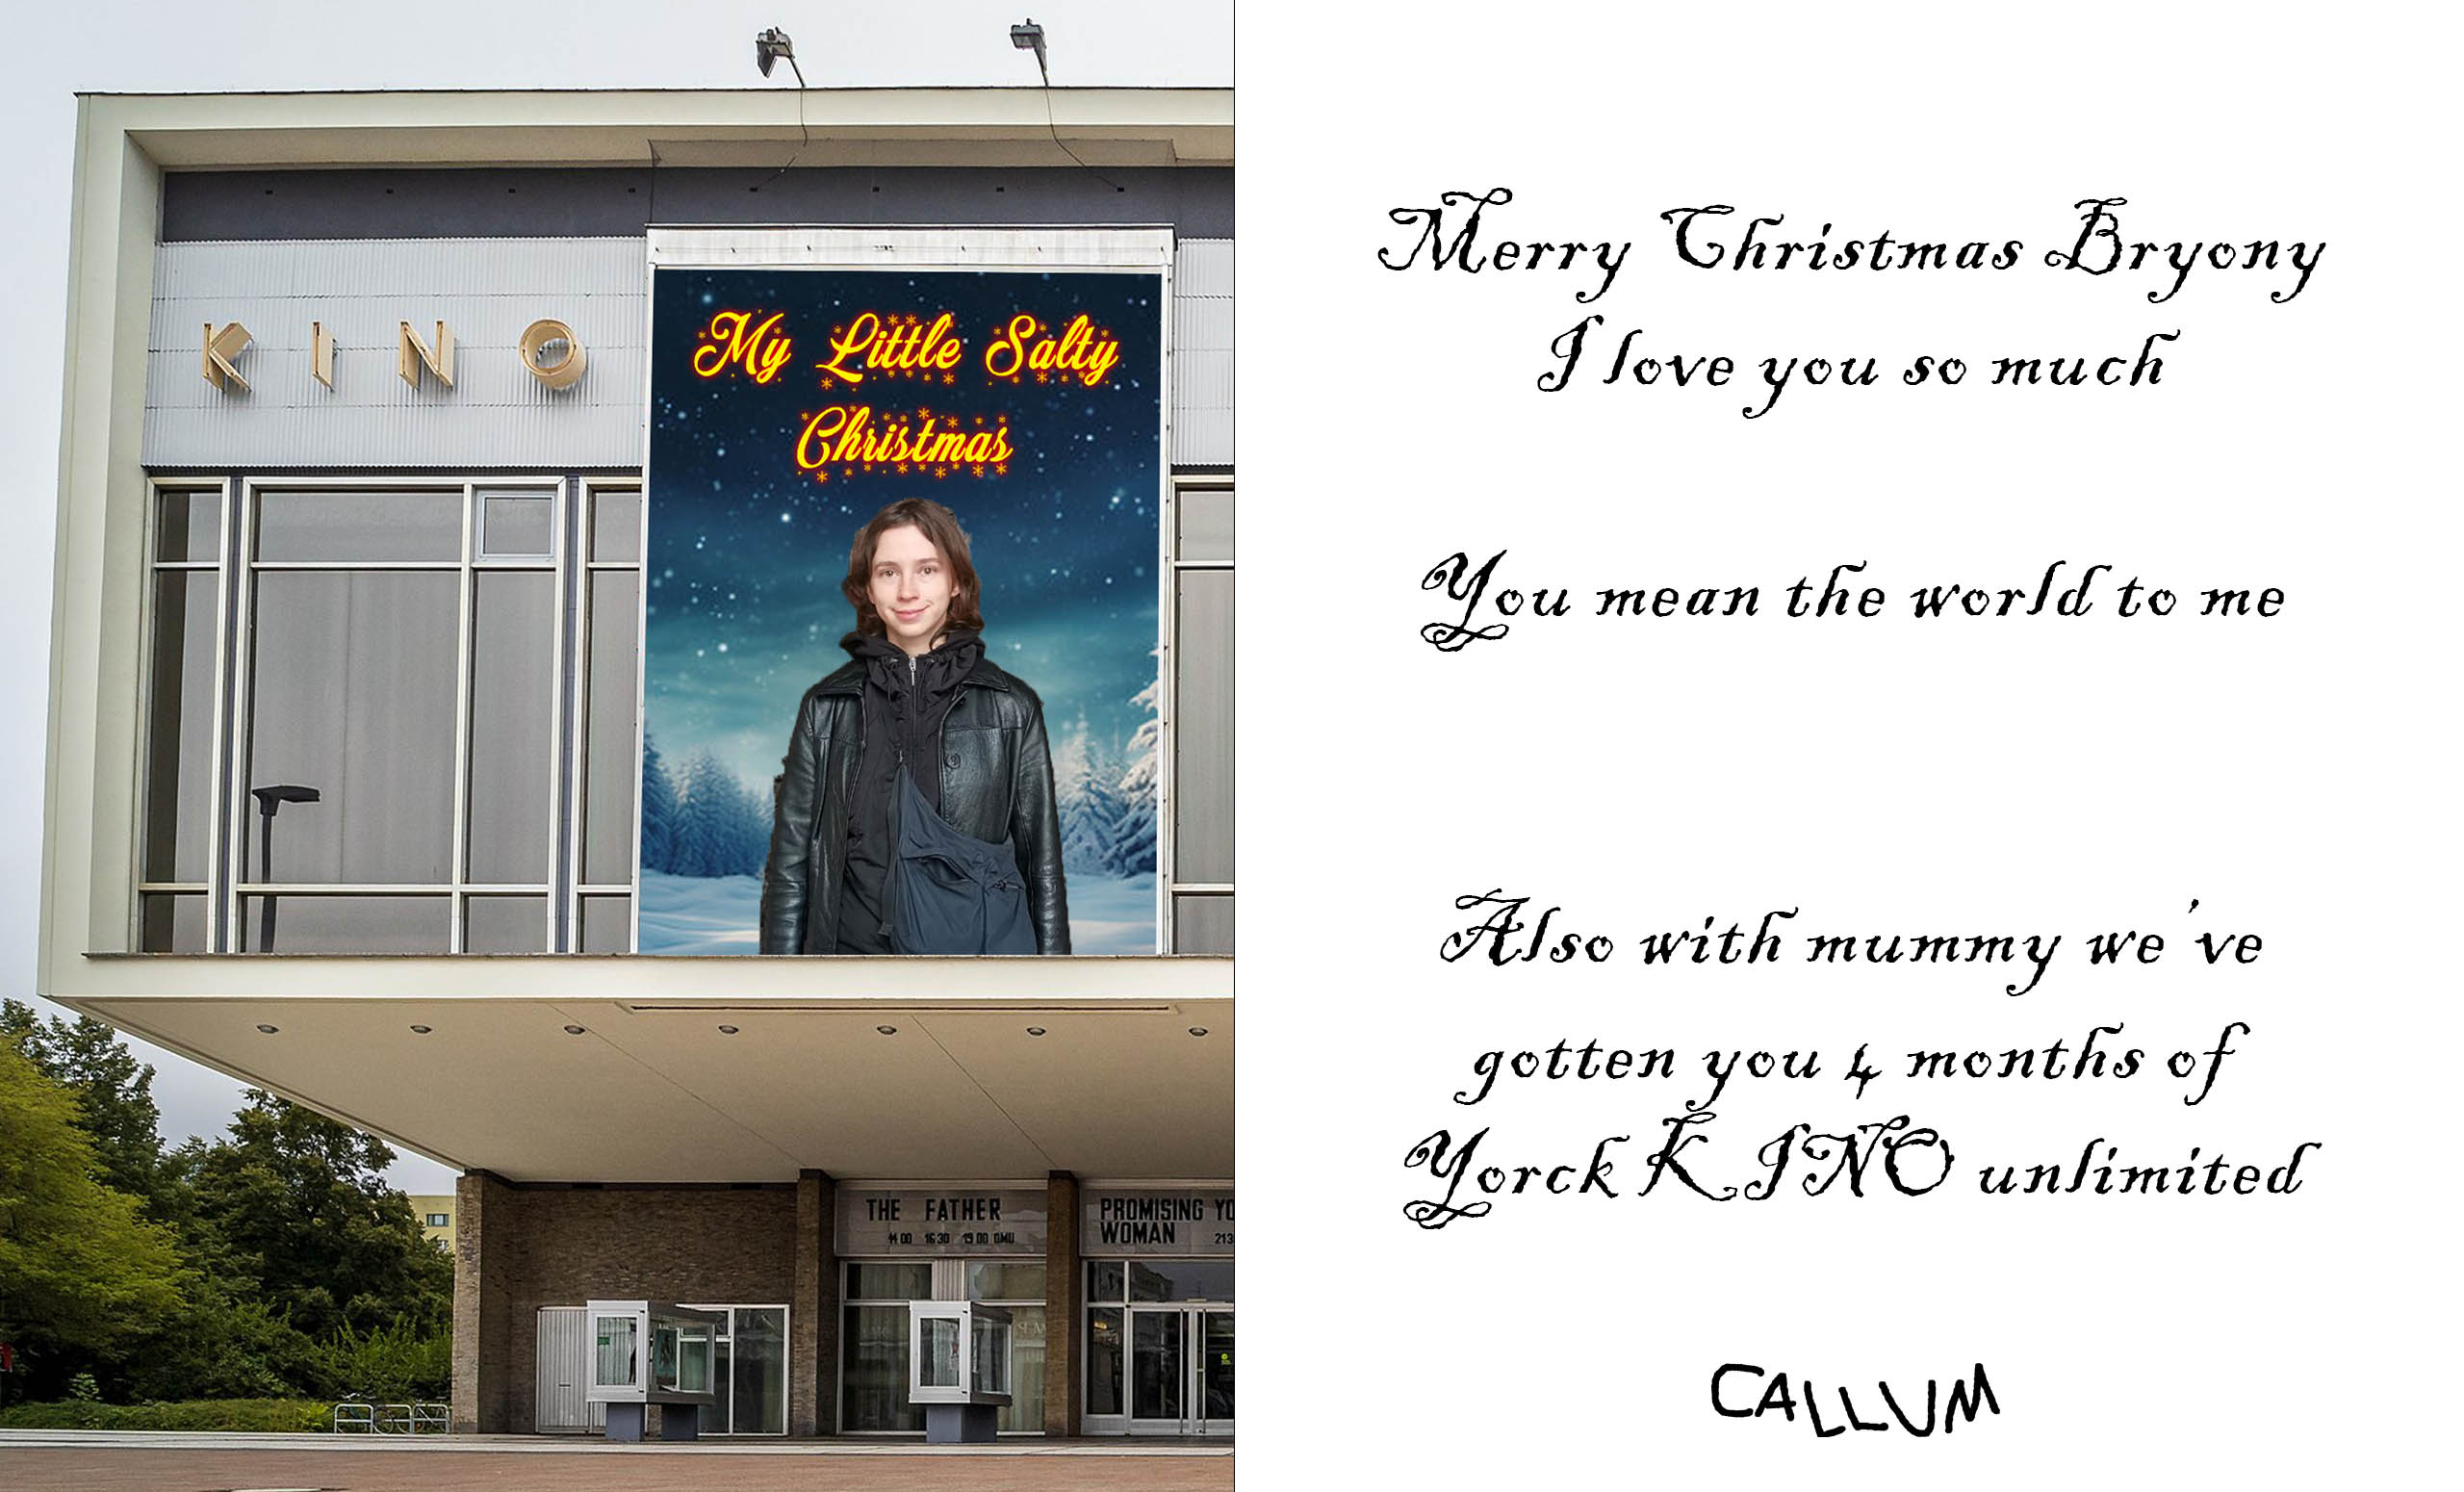 KINO
My Little Salty
Christmas
THE FATHER
14 00 16 30 19 00 OMU
PROMISING YO
WOMAN
213
Merry Christmas Bryony
I love you so much
You mean the world to me
Also with mummy we've
gotten you 4 months of
Yorck KINO unlimited
CALLUM